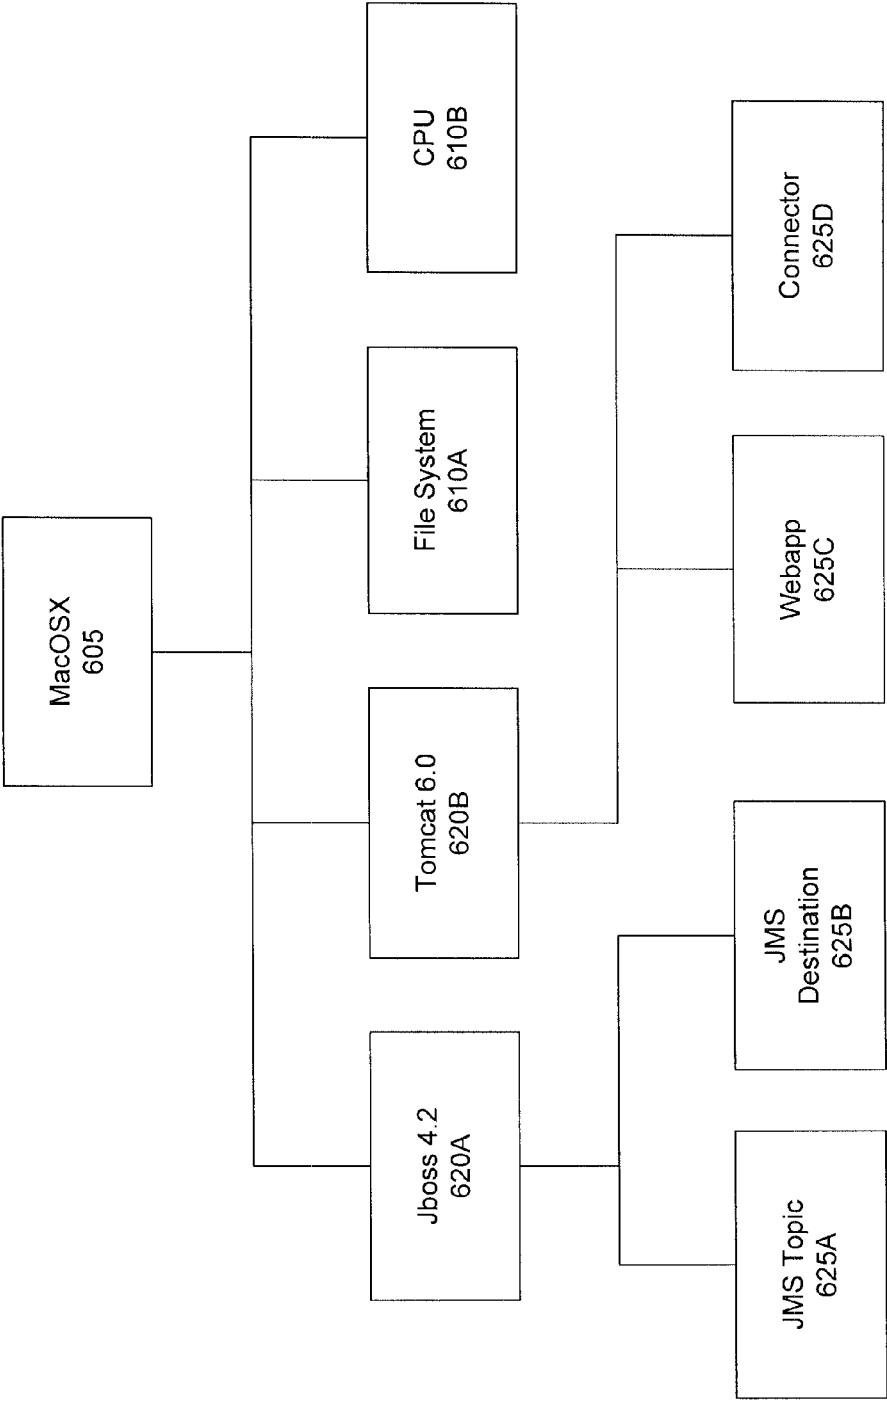 MacOSX
605
Jboss 4.2
620A
Tomcat 6.0
620B
File System
610A
CPU
610B
JMS Topic
625A
JMS
Destination
625B
Webapp
625C
Connector
625D